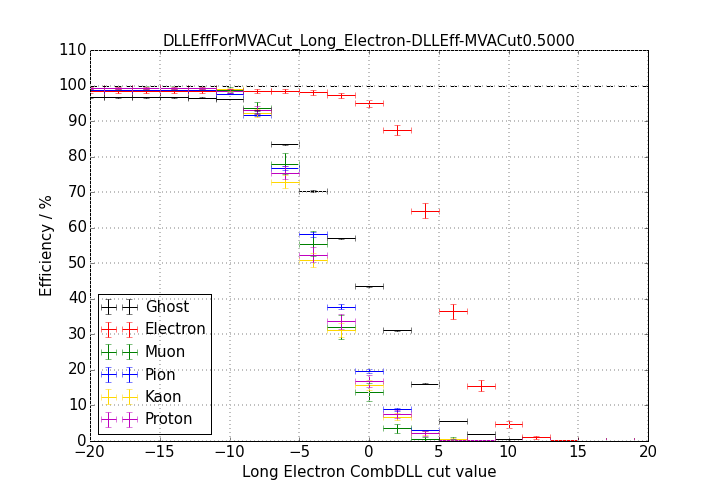 DLLEffForMVACut_Long_Electron-DLLEff-MVACut0.5000
110
100
90
80
70
60
50
40
30
20
10
0
Efficiency / %
Ghost
Electron
Muon
Pion
Kaon
Proton
−20 −15 −10 −5 0 5 10 15 20
Long Electron CombDLL cut value